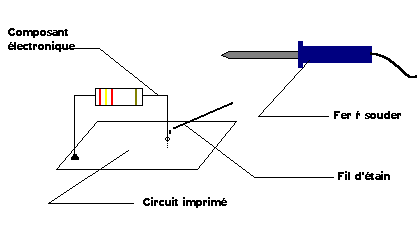 Composant
électronique
Fer ŕ souder
Fil d'étain
Circuit imprimé